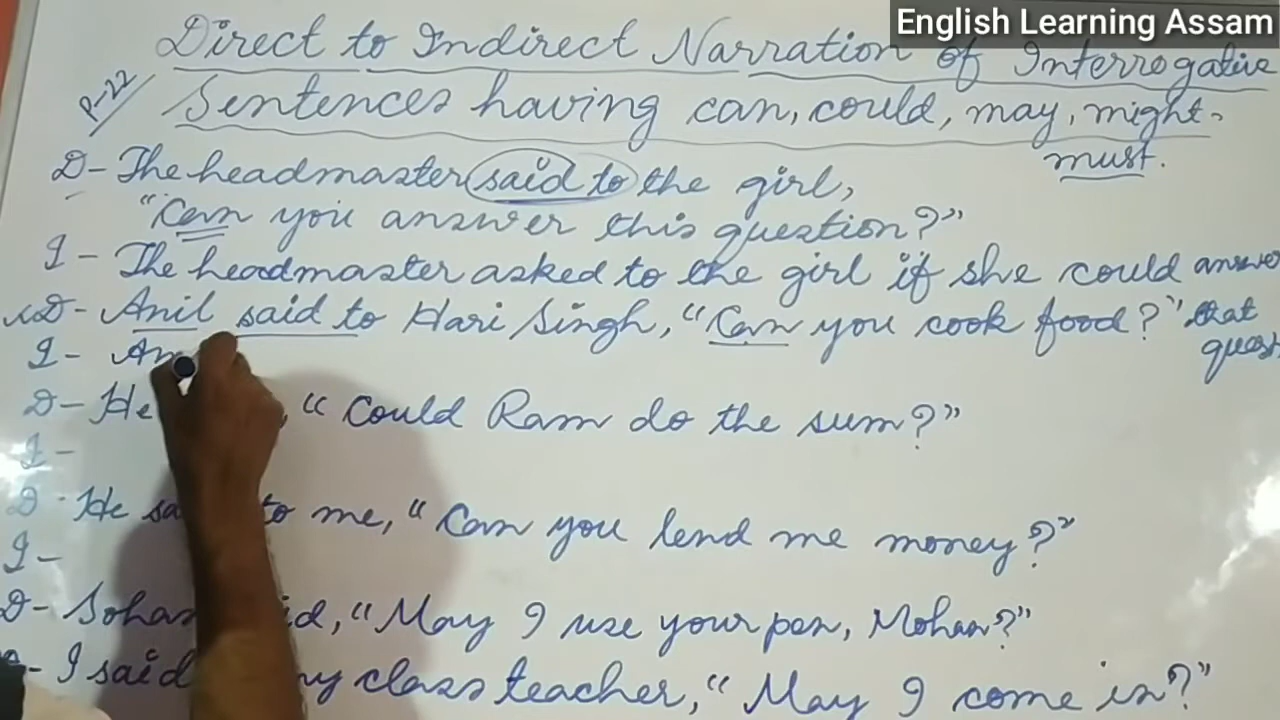 English Learning Assam
Direct to Indirect Narration of Interrogative
P-22
Sentences having can, could, may, might,
must.
D- The headmaster said to the girl,
"Can you answer this question?"
I- The headmaster asked to the girl if she could answer
that
D- Anil said to Hari Singh, "Can you cook food?"
I-
D- He "Could Ram do the sum?"
I-
D- He to me, "Can you lend me money?"
I-
D- "May I use your pen, Mohan?"
I said my class teacher, "May I come in?"